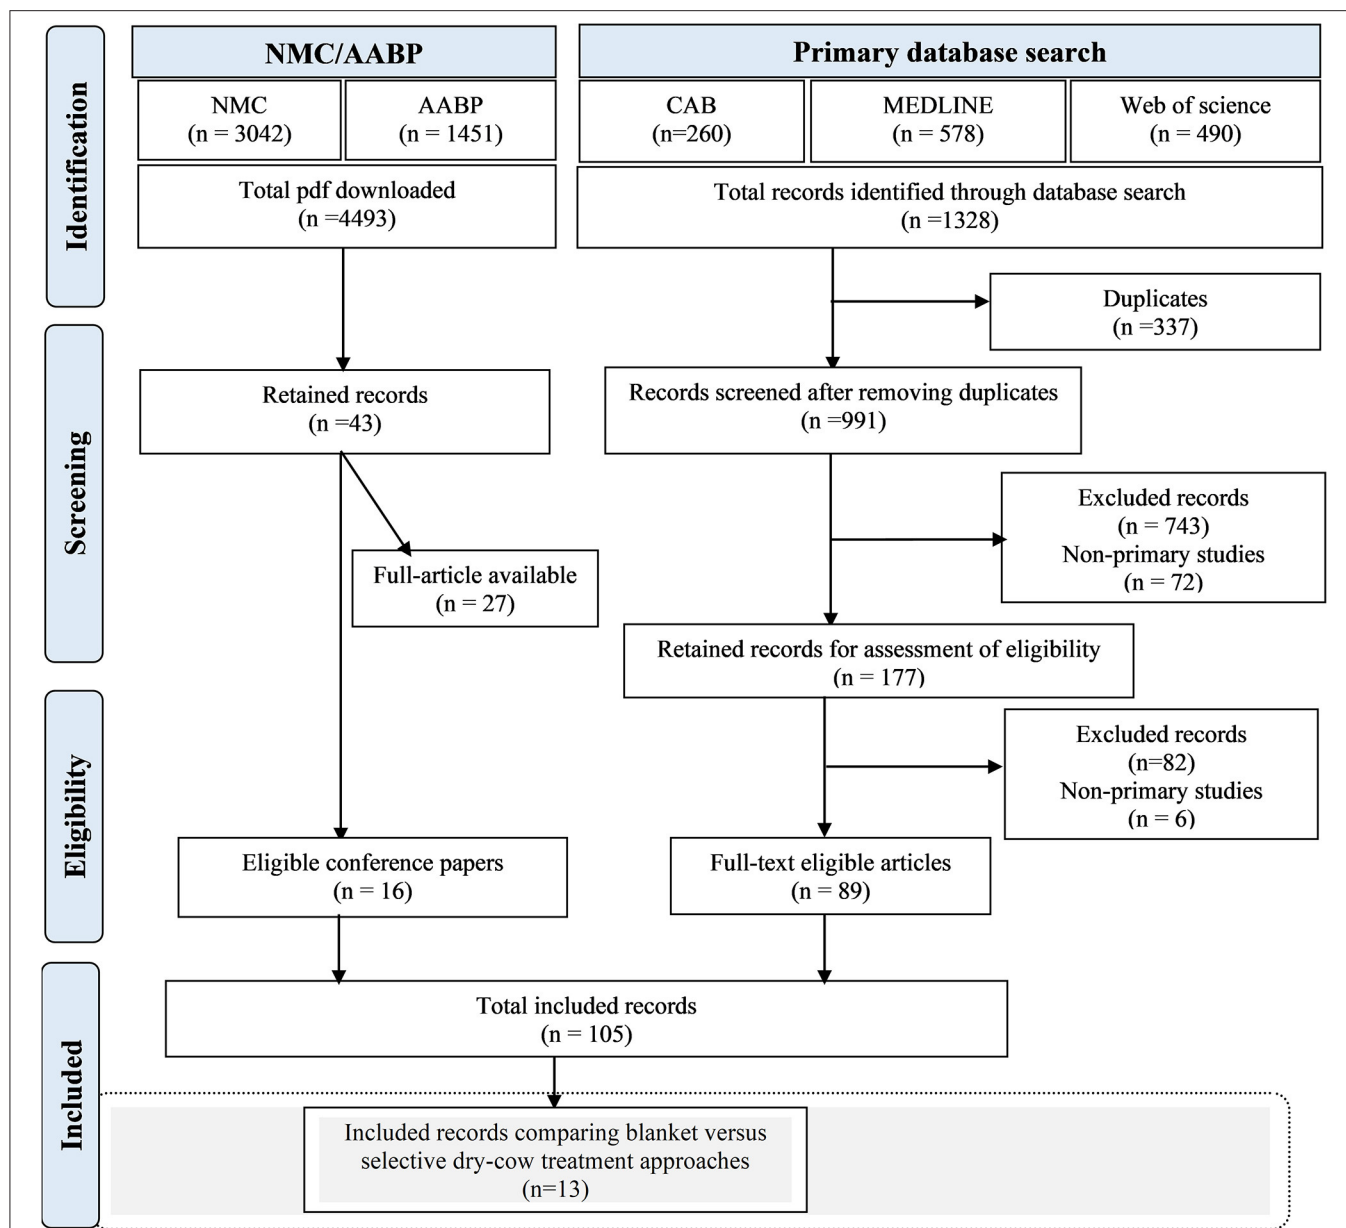 Identification
NMC/AABP
NMC
(n = 3042)
AABP
(n = 1451)
Total pdf downloaded
(n =4493)
Primary database search
CAB
(n=260)
MEDLINE
(n = 578)
Web of science
(n = 490)
Total records identified through database search
(n =1328)
Duplicates
(n =337)
Screening
Retained records
(n =43)
Full-article available
(n = 27)
Records screened after removing duplicates
(n =991)
Excluded records
(n = 743)
Non-primary studies
(n = 72)
Retained records for assessment of eligibility
(n = 177)
Eligibility
Excluded records
(n=82)
Non-primary studies
(n = 6)
Eligible conference papers
(n = 16)
Full-text eligible articles
(n = 89)
Included
Total included records
(n = 105)
Included records comparing blanket versus
selective dry-cow treatment approaches
(n=13)